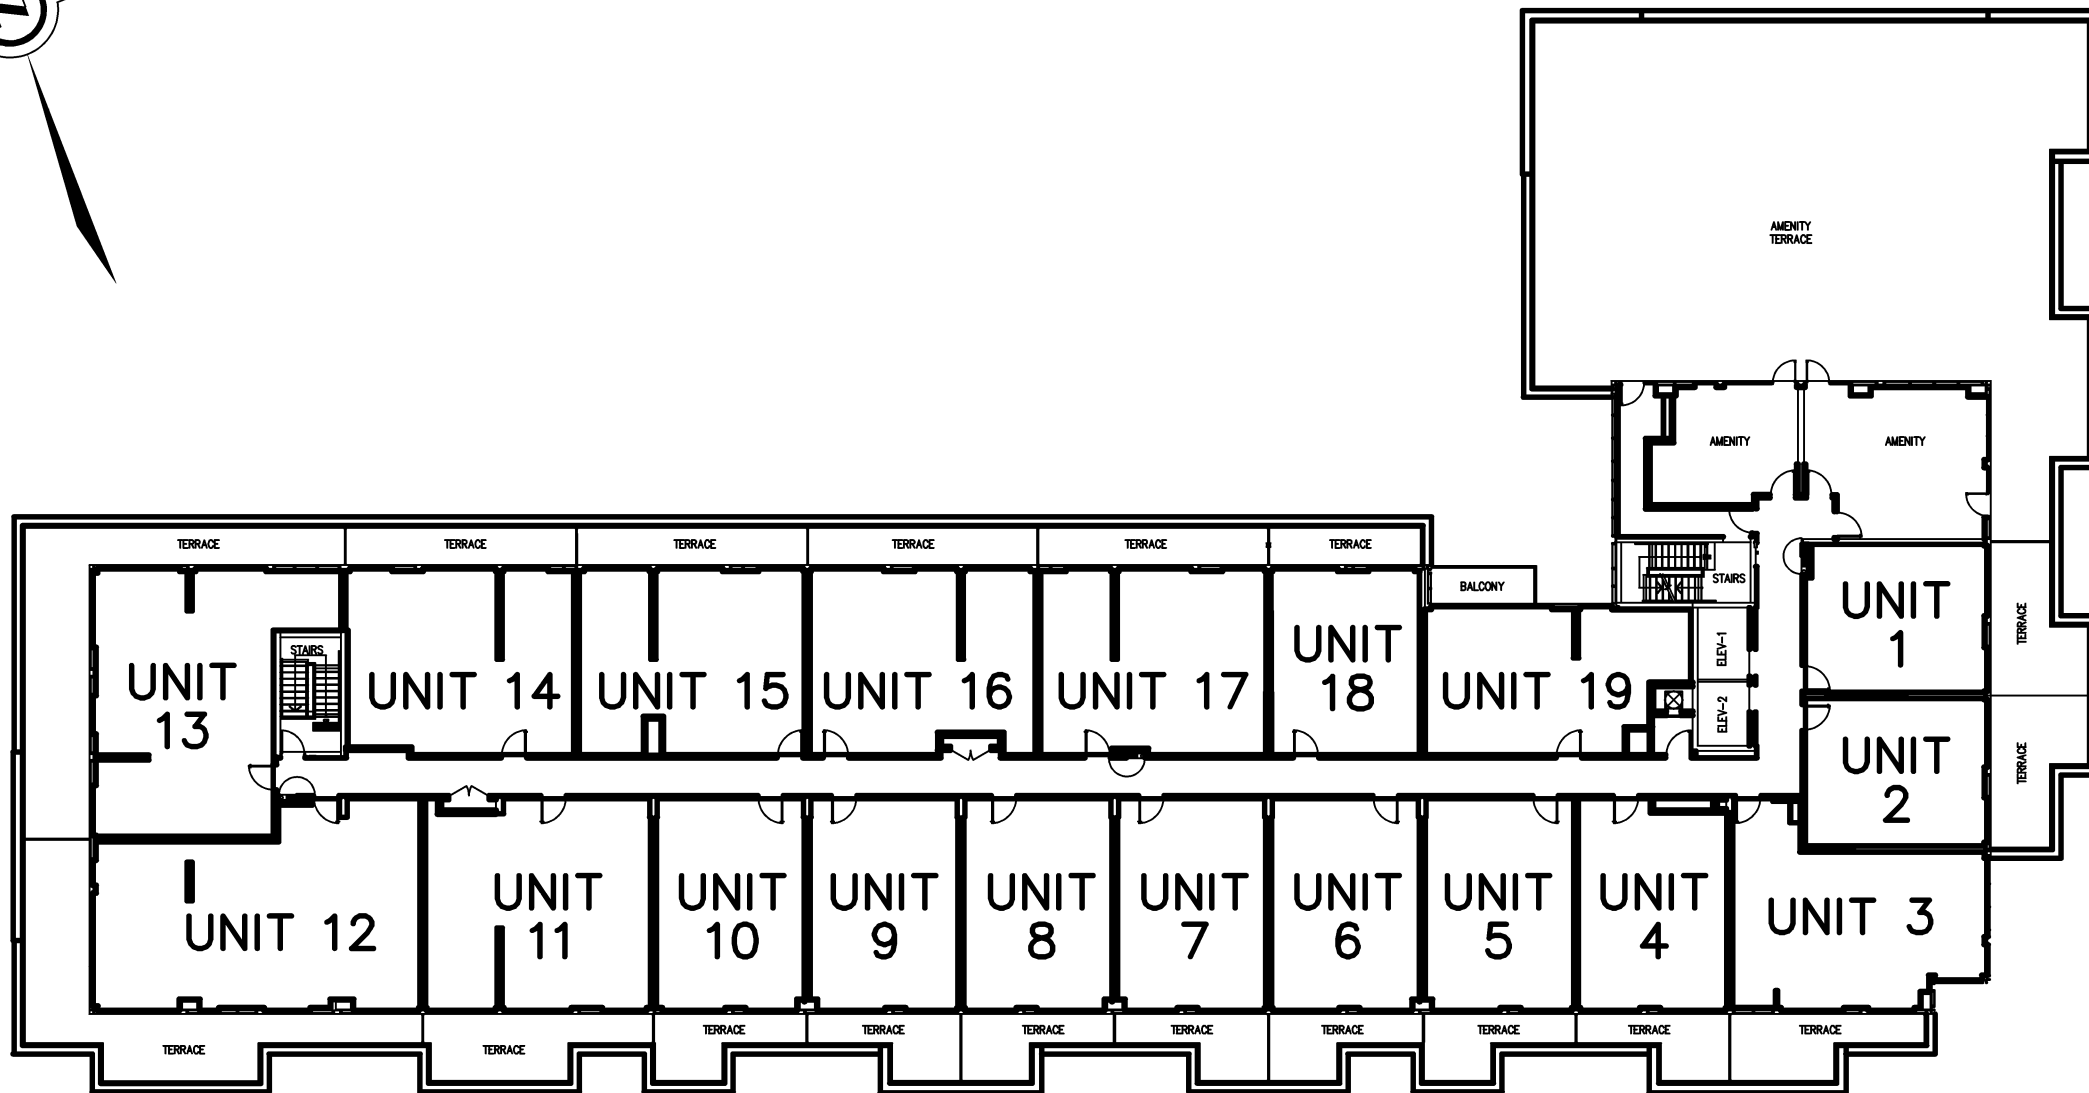 AMENITY
TERRACE
AMENITY
AMENITY
TERRACE
TERRACE
TERRACE
TERRACE
TERRACE
TERRACE
BALCONY
STAIRS
UNIT
1
TERRACE
UNIT
13
STAIRS
UNIT 14
UNIT 15
UNIT 16
UNIT 17
UNIT
18
UNIT 19
ELEV-1
ELEV-2
UNIT
2
TERRACE
UNIT 12
UNIT
11
UNIT
10
UNIT
9
UNIT
8
UNIT
7
UNIT
6
UNIT
5
UNIT
4
UNIT 3
TERRACE
TERRACE
TERRACE
TERRACE
TERRACE
TERRACE
TERRACE
TERRACE
TERRACE
TERRACE